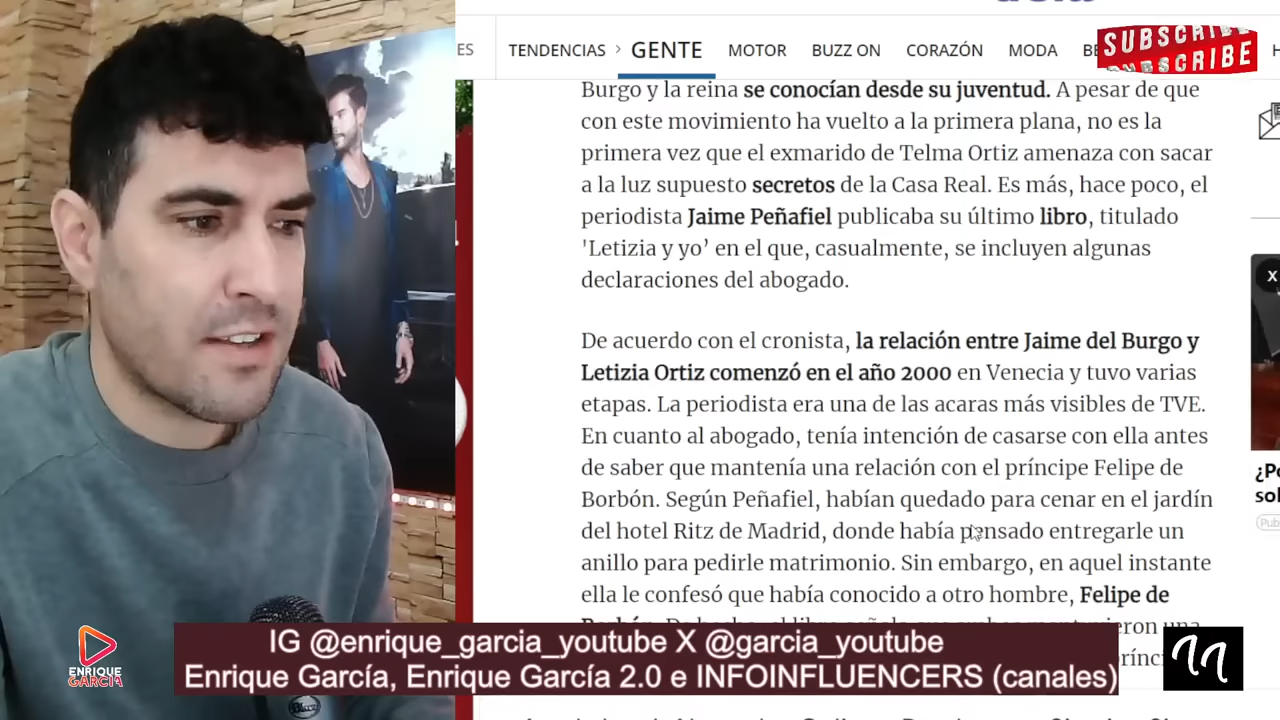 ES TENDENCIAS GENTE MOTOR BUZZ ON CORAZÓN MODA
SUBSCRIBE
SUBSCRIBE
Burgo y la reina se conocían desde su juventud. A pesar de que
con este movimiento ha vuelto a la primera plana, no es la
primera vez que el exmarido de Telma Ortiz amenaza con sacar
a la luz supuesto secretos de la Casa Real. Es más, hace poco, el
periodista Jaime Peñafiel publicaba su último libro, titulado
'Letizia y yo’ en el que, casualmente, se incluyen algunas
declaraciones del abogado.
De acuerdo con el cronista, la relación entre Jaime del Burgo y
Letizia Ortiz comenzó en el año 2000 en Venecia y tuvo varias
etapas. La periodista era una de las acaras más visibles de TVE.
En cuanto al abogado, tenía intención de casarse con ella antes
de saber que mantenía una relación con el príncipe Felipe de
Borbón. Según Peñafiel, habían quedado para cenar en el jardín
del hotel Ritz de Madrid, donde había pensado entregarle un
anillo para pedirle matrimonio. Sin embargo, en aquel instante
ella le confesó que había conocido a otro hombre, Felipe de
X
ENRIQUE
GARCÍA
IG @enrique_garcia_youtube X @garcia_youtube
Enrique García, Enrique García 2.0 e INFOINFLUENCERS (canales)